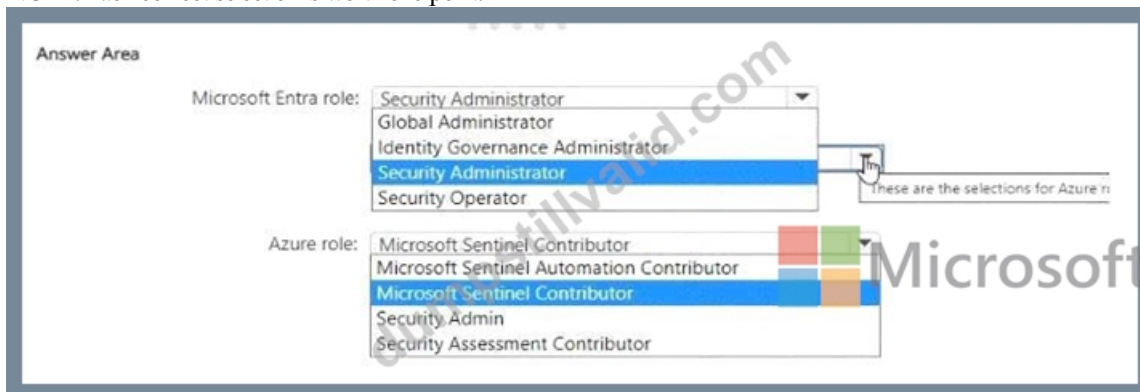 Answer Area
Microsoft Entra role: Security Administrator
Global Administrator
Identity Governance Administrator
Security Administrator
These are the selections for Azure
Security Operator
Azure role: Microsoft Sentinel Contributor
Microsoft Sentinel Automation Contributor
Microsoft Sentinel Contributor
Security Admin
Security Assessment Contributor
Microsoft
dumpstillvalid.com